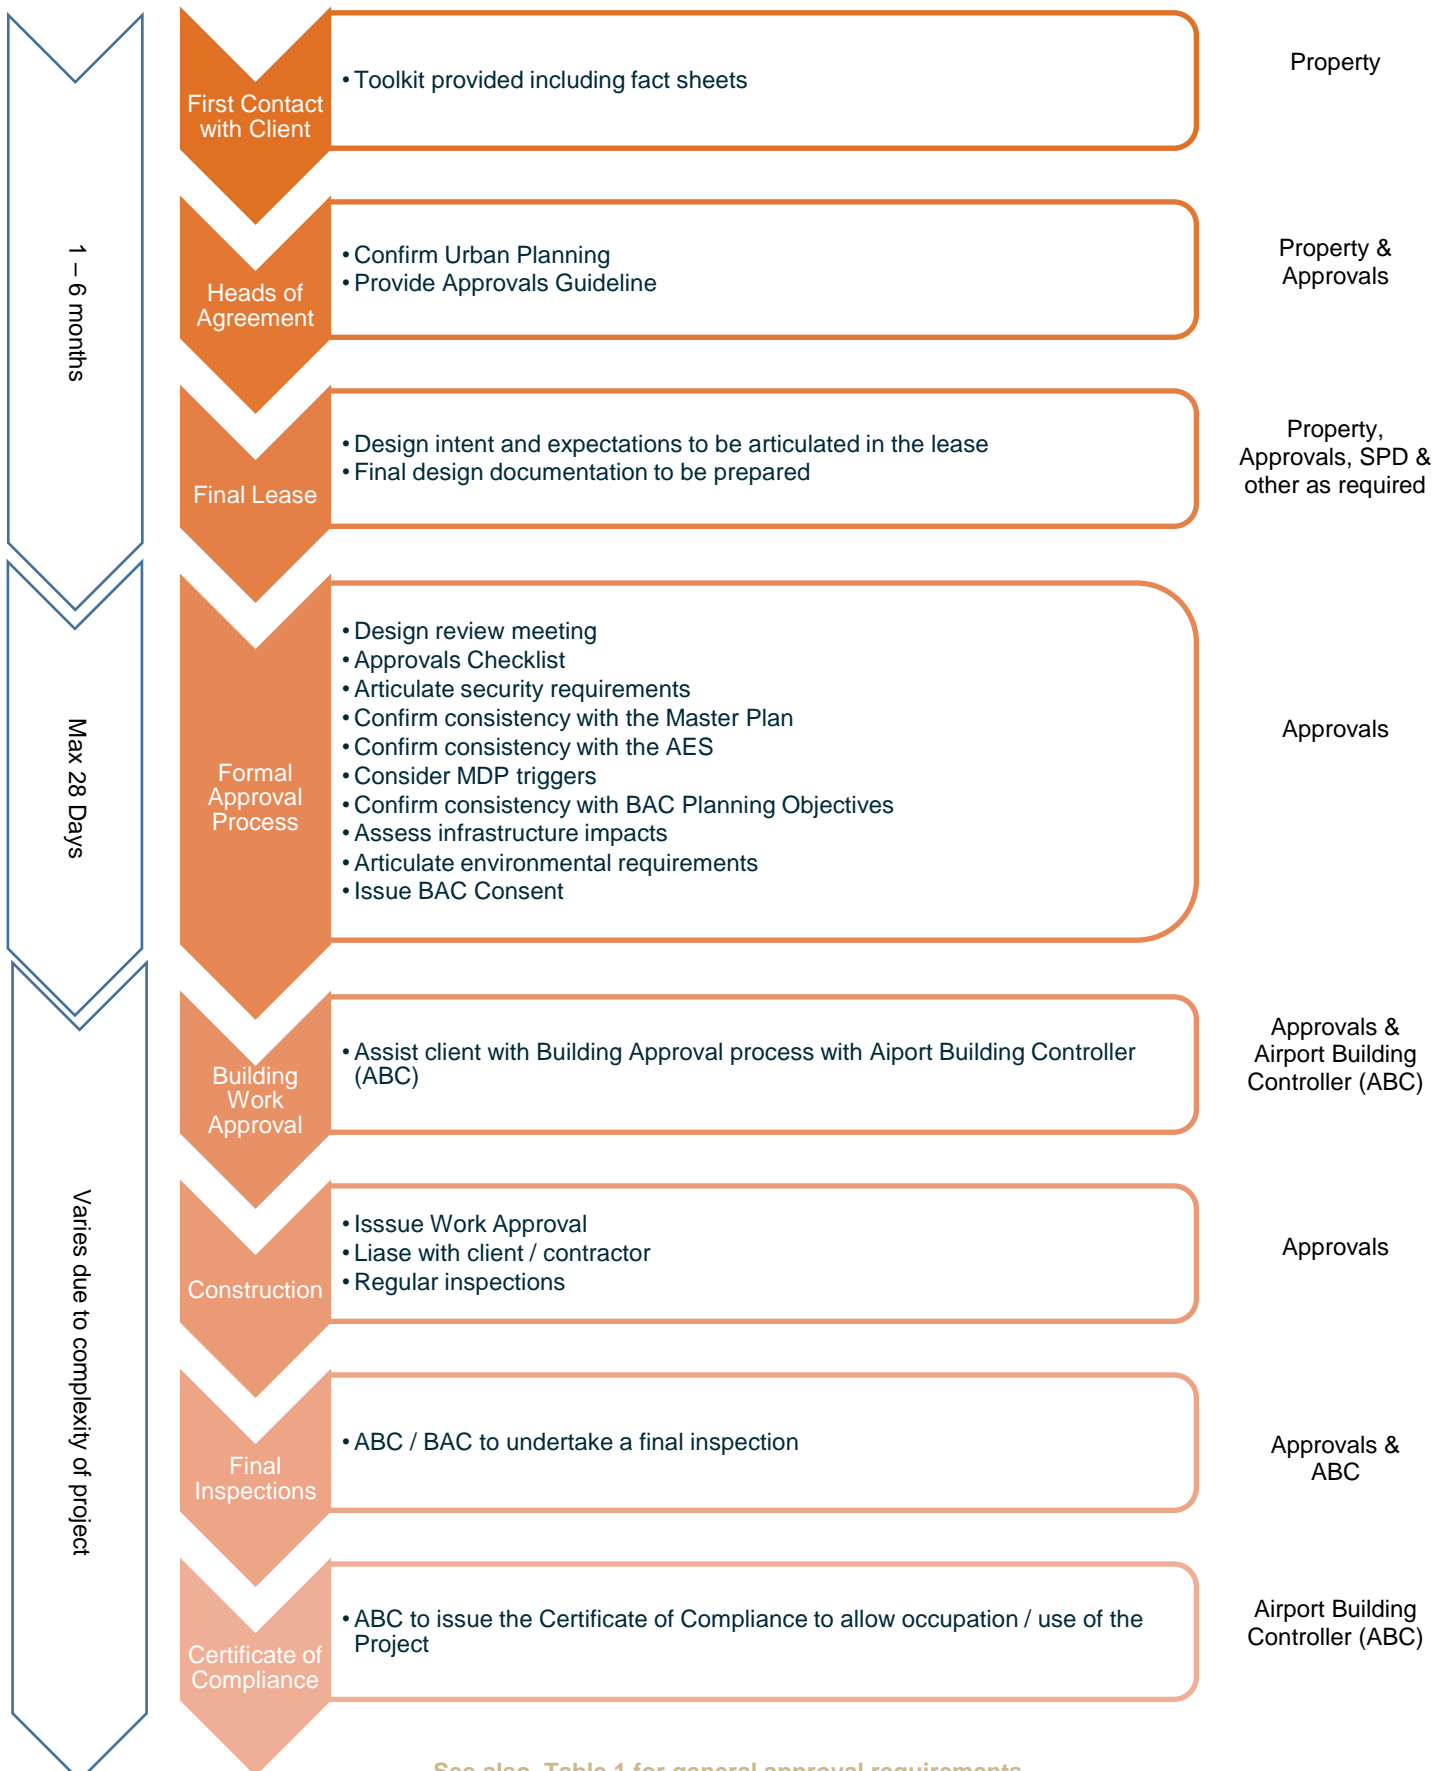 First Contact
with Client
• Toolkit provided including fact sheets
Property
1 – 6 months
Heads of
Agreement
• Confirm Urban Planning
• Provide Approvals Guideline
Property &
Approvals
Final Lease
• Design intent and expectations to be articulated in the lease
• Final design documentation to be prepared
Property,
Approvals, SPD &
other as required
Max 28 Days
Formal
Approval
Process
• Design review meeting
• Approvals Checklist
• Articulate security requirements
• Confirm consistency with the Master Plan
• Confirm consistency with the AES
• Consider MDP triggers
• Confirm consistency with BAC Planning Objectives
• Assess infrastructure impacts
• Articulate environmental requirements
• Issue BAC Consent
Approvals
Varies due to complexity of project
Building
Work
Approval
• Assist client with Building Approval process with Aiport Building Controller
(ABC)
Approvals &
Airport Building
Controller (ABC)
Construction
• Isssue Work Approval
• Liase with client / contractor
• Regular inspections
Approvals
Final
Inspections
• ABC / BAC to undertake a final inspection
Approvals &
ABC
Certificate of
Compliance
• ABC to issue the Certificate of Compliance to allow occupation / use of the
Project
Airport Building
Controller (ABC)
See also Table 1 for general approval requirements